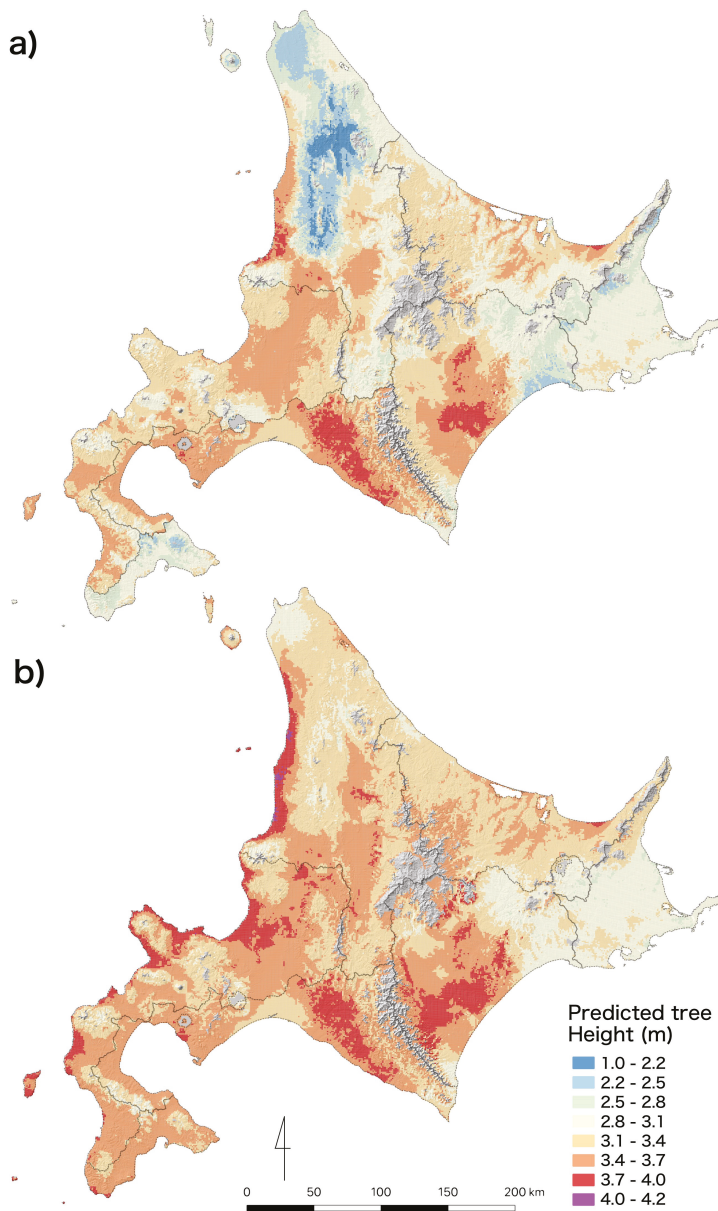 a)
b)
Predicted tree
Height (m)
1.0 - 2.2
2.2 - 2.5
2.5 - 2.8
2.8 - 3.1
3.1 - 3.4
3.4 - 3.7
3.7 - 4.0
4.0 - 4.2
0 50 100 150 200 km